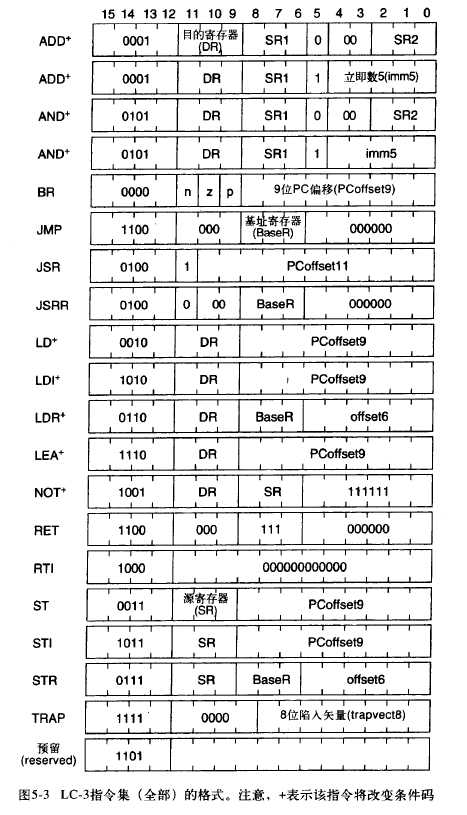 15 14 13 12 11 10 9 8 7 6 5 4 3 2 1 0
ADD+ 0001 目的寄存器(DR) SR1 0 00 SR2
ADD+ 0001 DR SR1 1 立即数5(imm5)
AND+ 0101 DR SR1 0 00 SR2
AND+ 0101 DR SR1 1 imm5
BR 0000 n z p 9位PC偏移(PCoffset9)
JMP 1100 000 基址寄存器(BaseR) 000000
JSR 0100 1 PCoffset11
JSRR 0100 0 00 BaseR 000000
LD+ 0010 DR PCoffset9
LDI+ 1010 DR PCoffset9
LDR+ 0110 DR BaseR offset6
LEA+ 1110 DR PCoffset9
NOT+ 1001 DR SR 111111
RET 1100 000 111 000000
RTI 1000 000000000000
ST 0011 源寄存器(SR) PCoffset9
STI 1011 SR PCoffset9
STR 0111 SR BaseR offset6
TRAP 1111 0000 8位陷入矢量(trapvect8)
预留(reserved) 1101
图5-3 LC-3指令集（全部）的格式。注意，+表示该指令将改变条件码